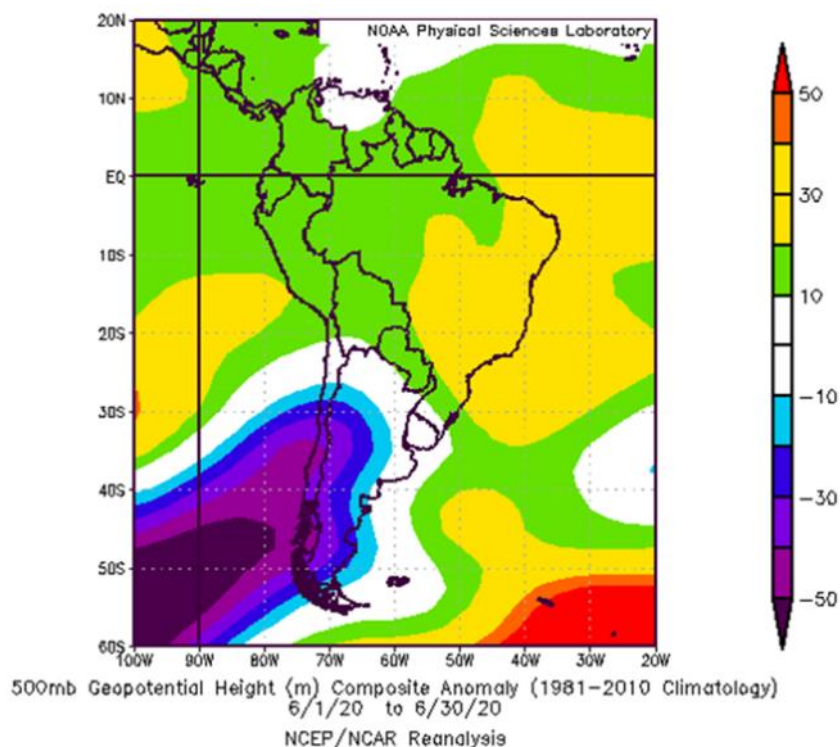 NOAA Physical Sciences Laboratory
20N
10N
EQ
10S
20S
30S
40S
50S
60S
100W 90W 80W 70W 60W 50W 40W 30W 20W
50
30
10
-10
-30
-50
500mb Geopotential Height (m) Composite Anomaly (1981-2010 Climatology)
6/1/20 to 6/30/20
NCEP/NCAR Reanalysis